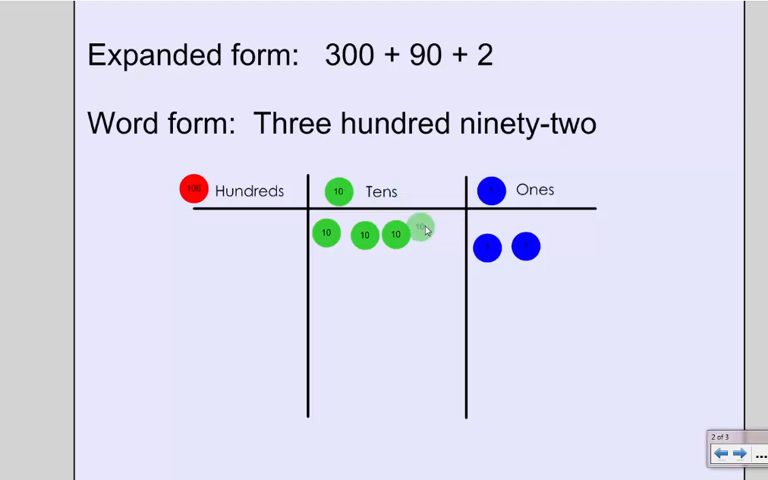 Expanded form: 300 + 90 + 2
Word form: Three hundred ninety-two
100 Hundreds 10 Tens Ones
10 10 10
2 of 3
...